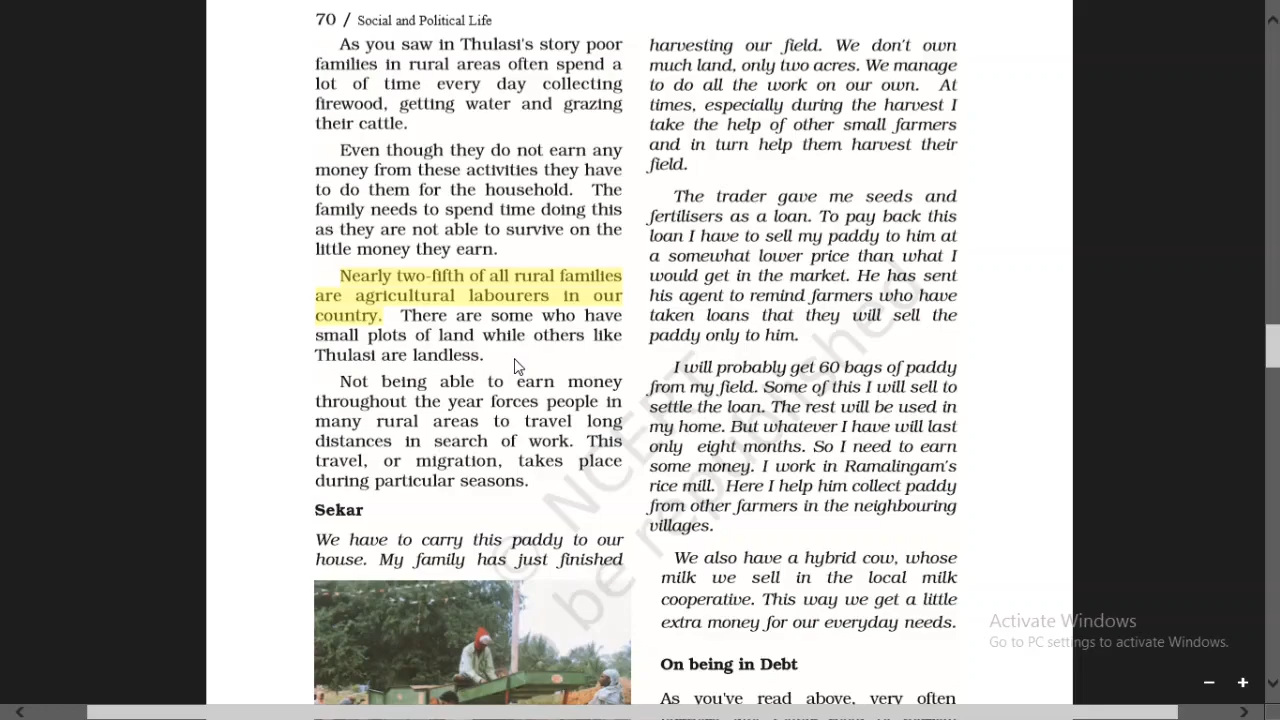 70 / Social and Political Life
As you saw in Thulasi's story poor
families in rural areas often spend a
lot of time every day collecting
firewood, getting water and grazing
their cattle.
Even though they do not earn any
money from these activities they have
to do them for the household. The
family needs to spend time doing this
as they are not able to survive on the
little money they earn.
Nearly two-fifth of all rural families
are agricultural labourers in our
country. There are some who have
small plots of land while others like
Thulasi are landless.
Not being able to earn money
throughout the year forces people in
many rural areas to travel long
distances in search of work. This
travel, or migration, takes place
during particular seasons.
Sekar
We have to carry this paddy to our
house. My family has just finished
harvesting our field. We don't own
much land, only two acres. We manage
to do all the work on our own. At
times, especially during the harvest I
take the help of other small farmers
and in turn help them harvest their
field.
The trader gave me seeds and
fertilisers as a loan. To pay back this
loan I have to sell my paddy to him at
a somewhat lower price than what I
would get in the market. He has sent
his agent to remind farmers who have
taken loans that they will sell the
paddy only to him.
I will probably get 60 bags of paddy
from my field. Some of this I will sell to
settle the loan. The rest will be used in
my home. But whatever I have will last
only eight months. So I need to earn
some money. I work in Ramalingam's
rice mill. Here I help him collect paddy
from other farmers in the neighbouring
villages.
We also have a hybrid cow, whose
milk we sell in the local milk
cooperative. This way we get a little
extra money for our everyday needs.
On being in Debt
As you've read above, very often
© NCERT
be republished
Activate Windows
Go to PC settings to activate Windows.